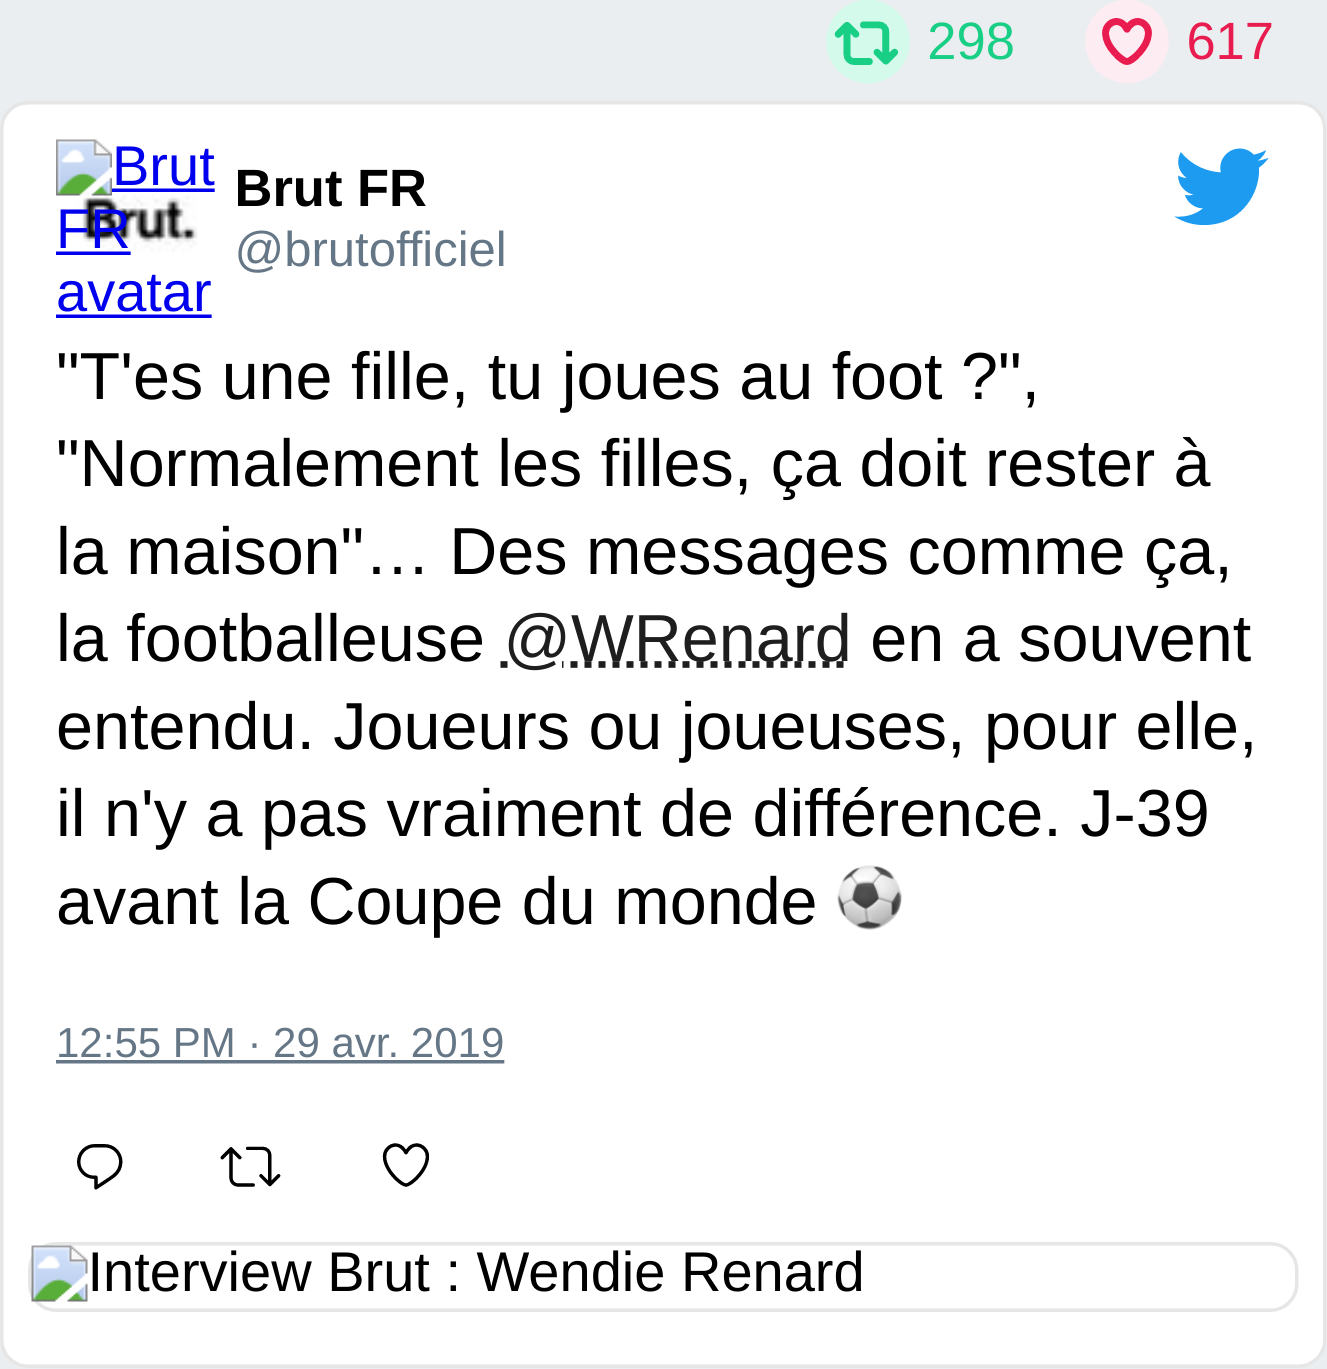 298 617
Brut FR avatar
Brut.
Brut FR
@brutofficiel
"T'es une fille, tu joues au foot ?",
"Normalement les filles, ça doit rester à
la maison"… Des messages comme ça,
la footballeuse @WRenard en a souvent
entendu. Joueurs ou joueuses, pour elle,
il n'y a pas vraiment de différence. J-39
avant la Coupe du monde ⚽
12:55 PM · 29 avr. 2019
Interview Brut : Wendie Renard